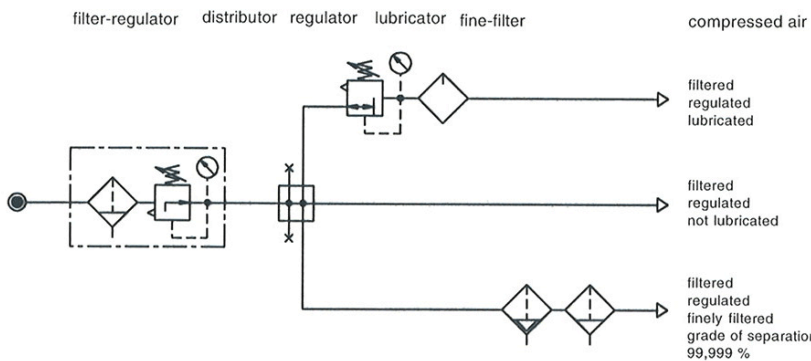 filter-regulator distributor regulator lubricator fine-filter compressed air
filtered
regulated
lubricated
filtered
regulated
not lubricated
filtered
regulated
finely filtered
grade of separation
99,999 %